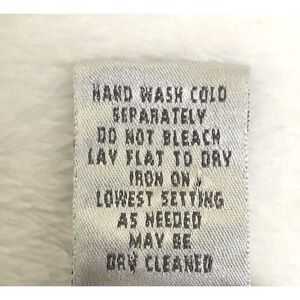 HAND WASH COLD
SEPARATELY
DO NOT BLEACH
LAY FLAT TO DRY
IRON ON
LOWEST SETTING
AS NEEDED
MAY BE
DRY CLEANED